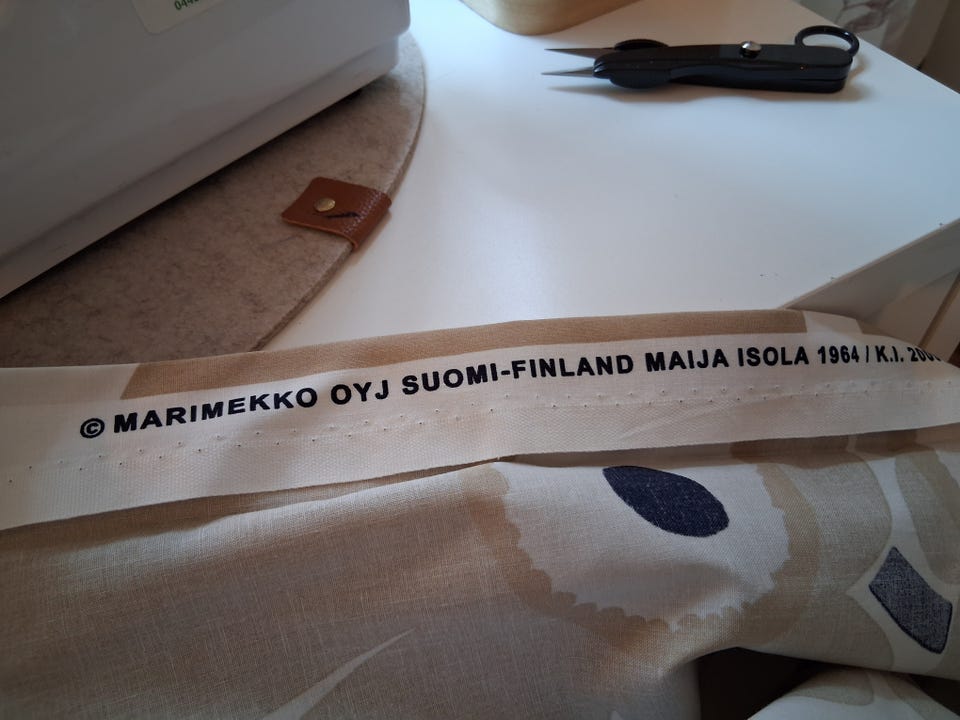 © MARIMEKKO OYJ SUOMI-FINLAND MAIJA ISOLA 1964 / K.I.